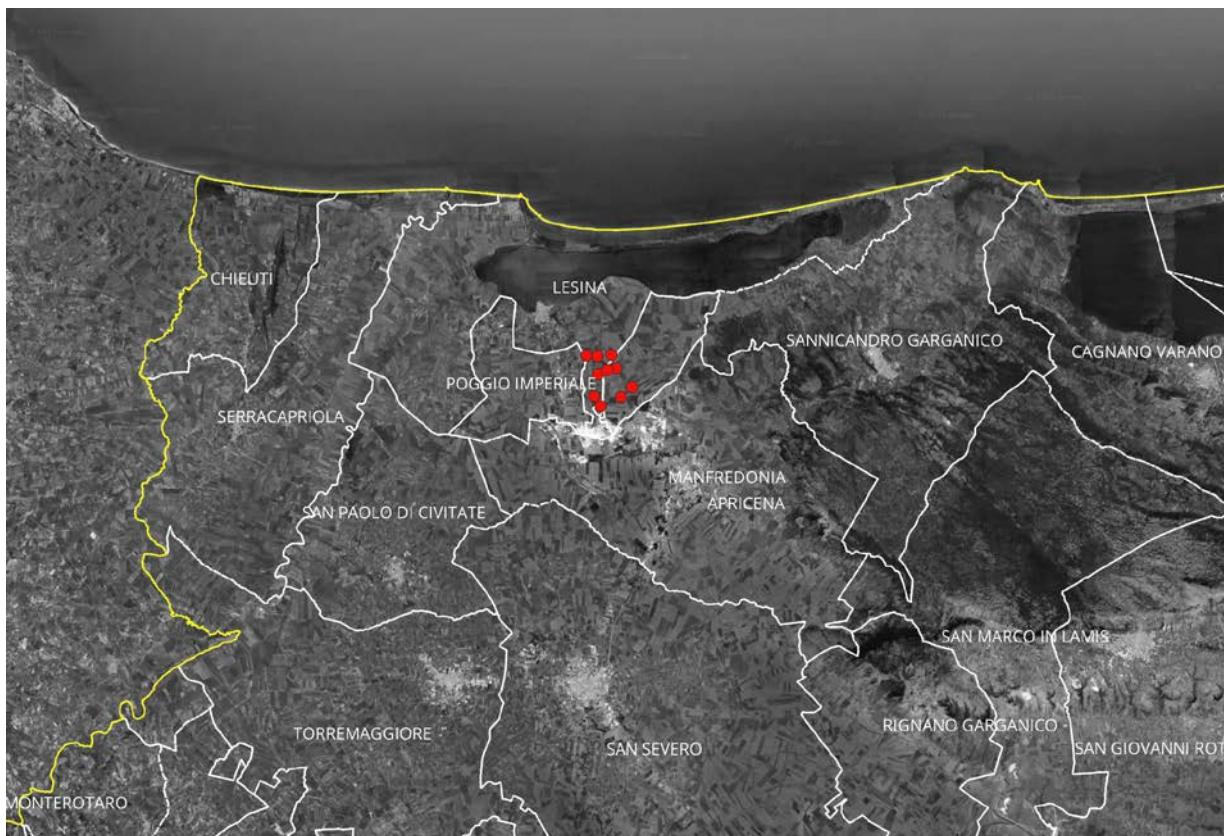 CHIEUTI
LESINA
SANNICANDRO GARGANICO
CAGNANO VARANO
POGGIO IMPERIALE
SERRACAPRIOLA
MANFREDONIA
APRICENA
SAN PAOLO DI CIVITATE
SAN MARCO IN LAMIS
RIGNANO GARGANICO
TORREMAGGIORE
SAN SEVERO
SAN GIOVANNI ROT
MONTEROTARO